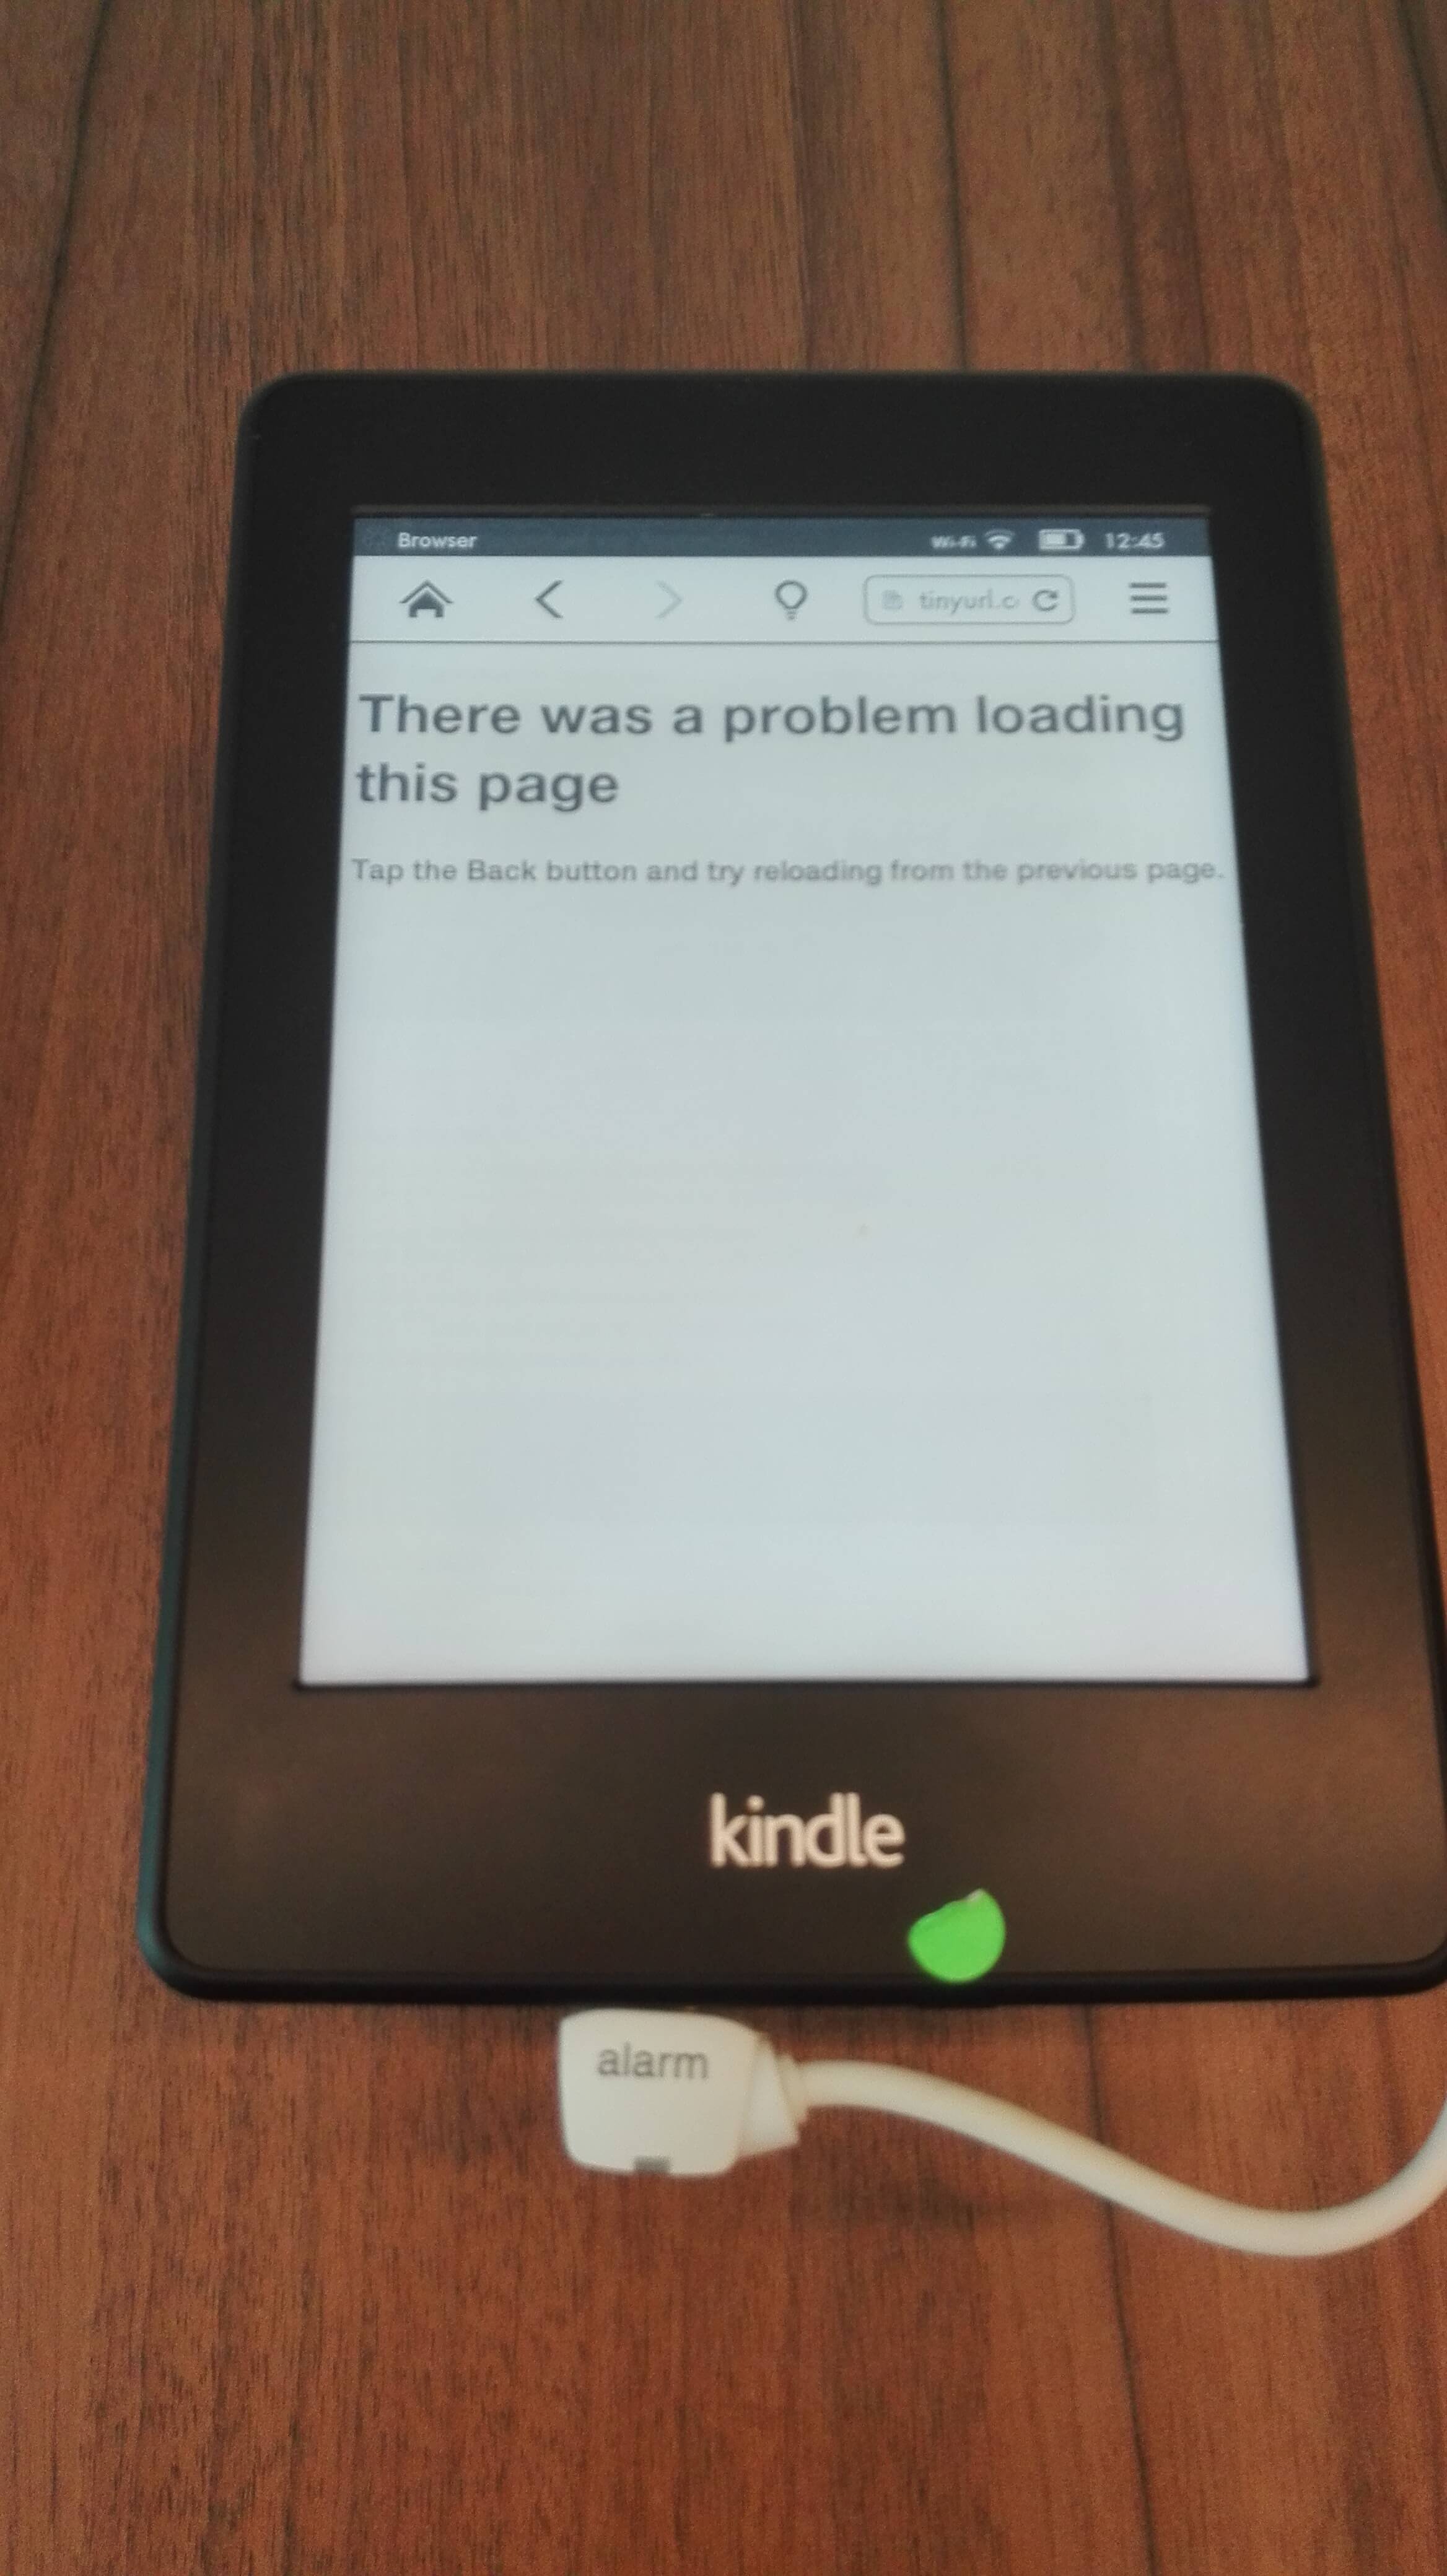 Browser Wi-Fi 12:45
tinyurl.c
There was a problem loading
this page
Tap the Back button and try reloading from the previous page.
kindle
alarm